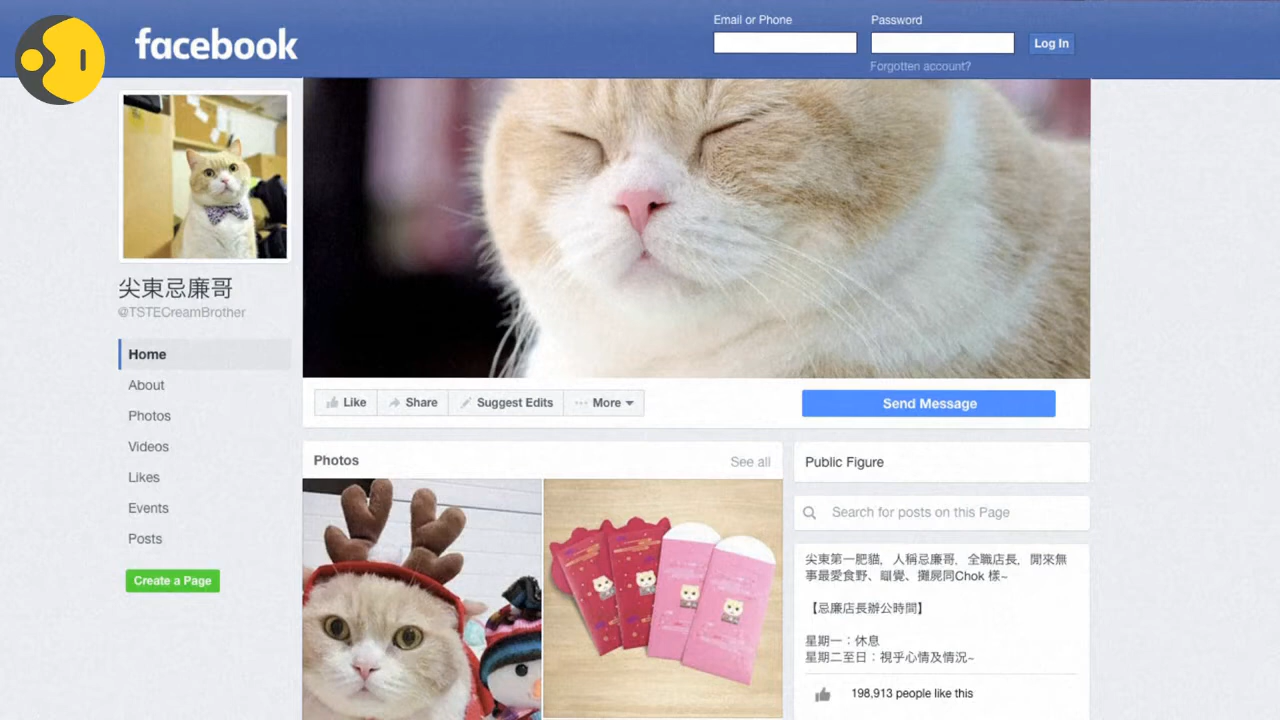 facebook
Email or Phone
Password
Log In
Forgotten account?
尖東忌廉哥
@TSTECreamBrother
Home
About
Photos
Videos
Likes
Events
Posts
Create a Page
Like
Share
Suggest Edits
More
Send Message
Photos
See all
Public Figure
Search for posts on this Page
尖東第一肥貓，人稱忌廉哥，全職店長，閒來無
事最愛食野、瞓覺、攤屍同Chok 樣~
【忌廉店長辦公時間】
星期一：休息
星期二至日：視乎心情及情況~
198,913 people like this